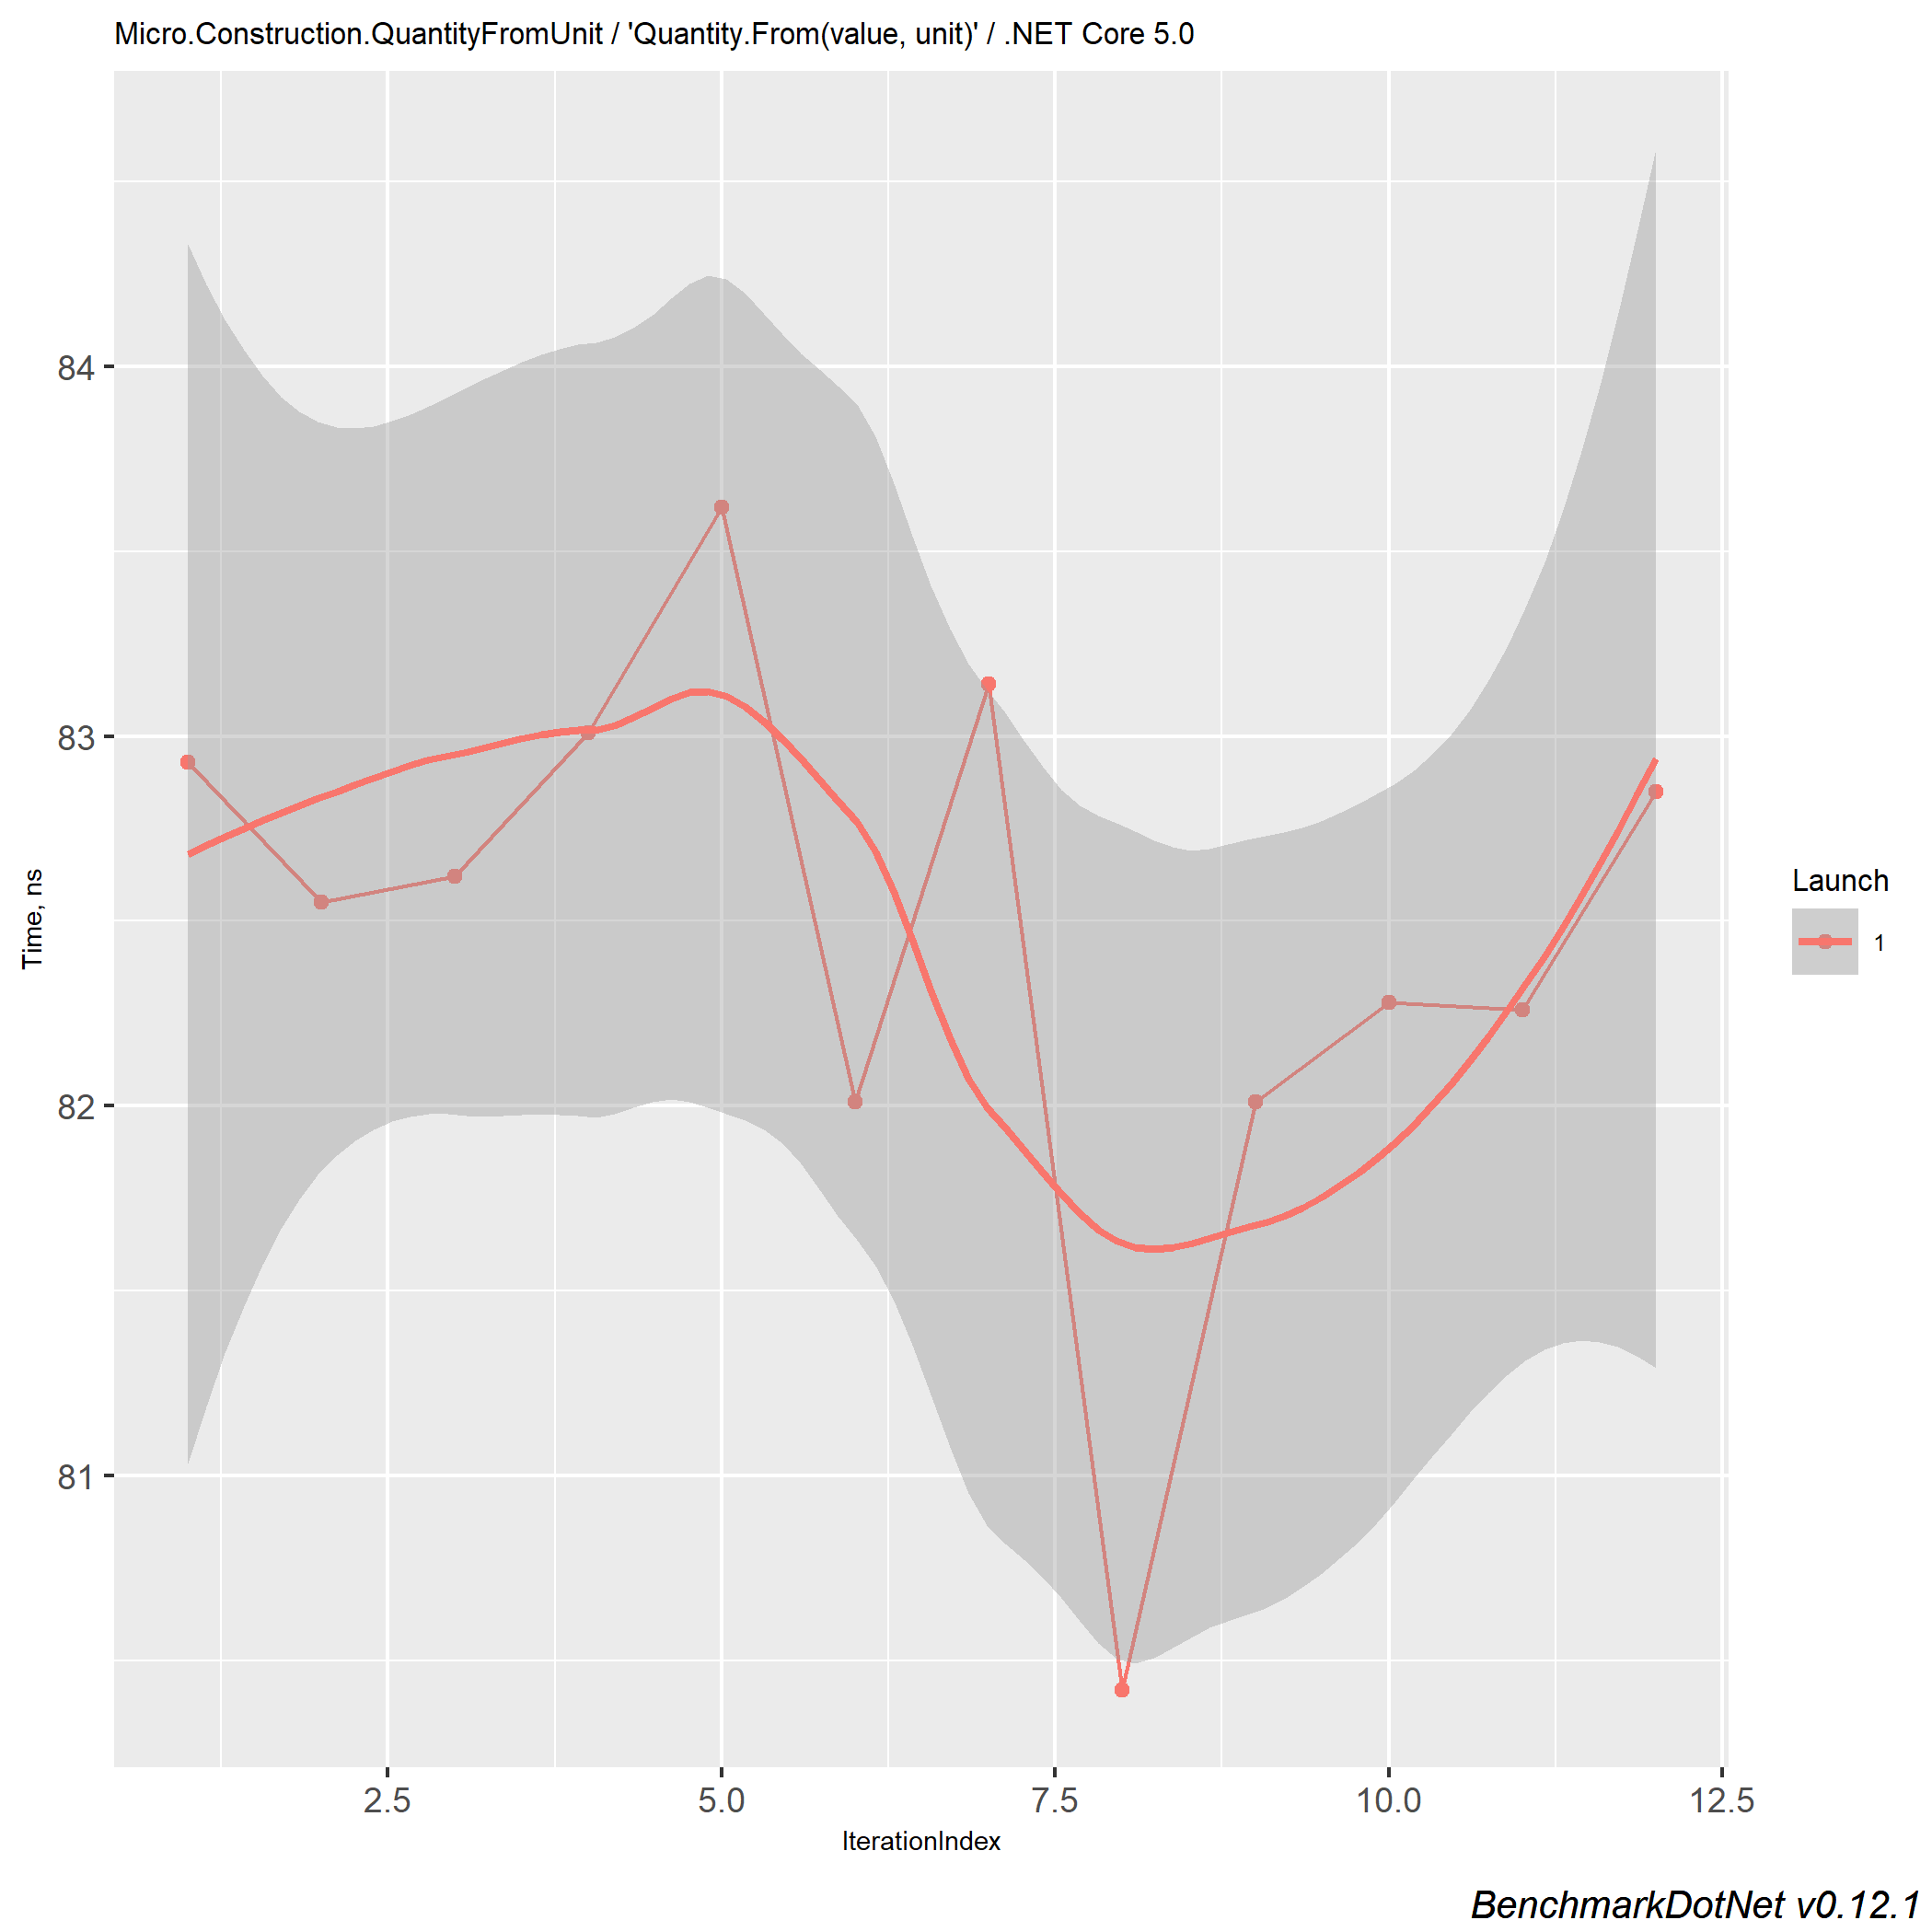 Micro.Construction.QuantityFromUnit / 'Quantity.From(value, unit)' / .NET Core 5.0
84
83
82
81
Time, ns
2.5 5.0 7.5 10.0 12.5
IterationIndex
Launch
1
BenchmarkDotNet v0.12.1